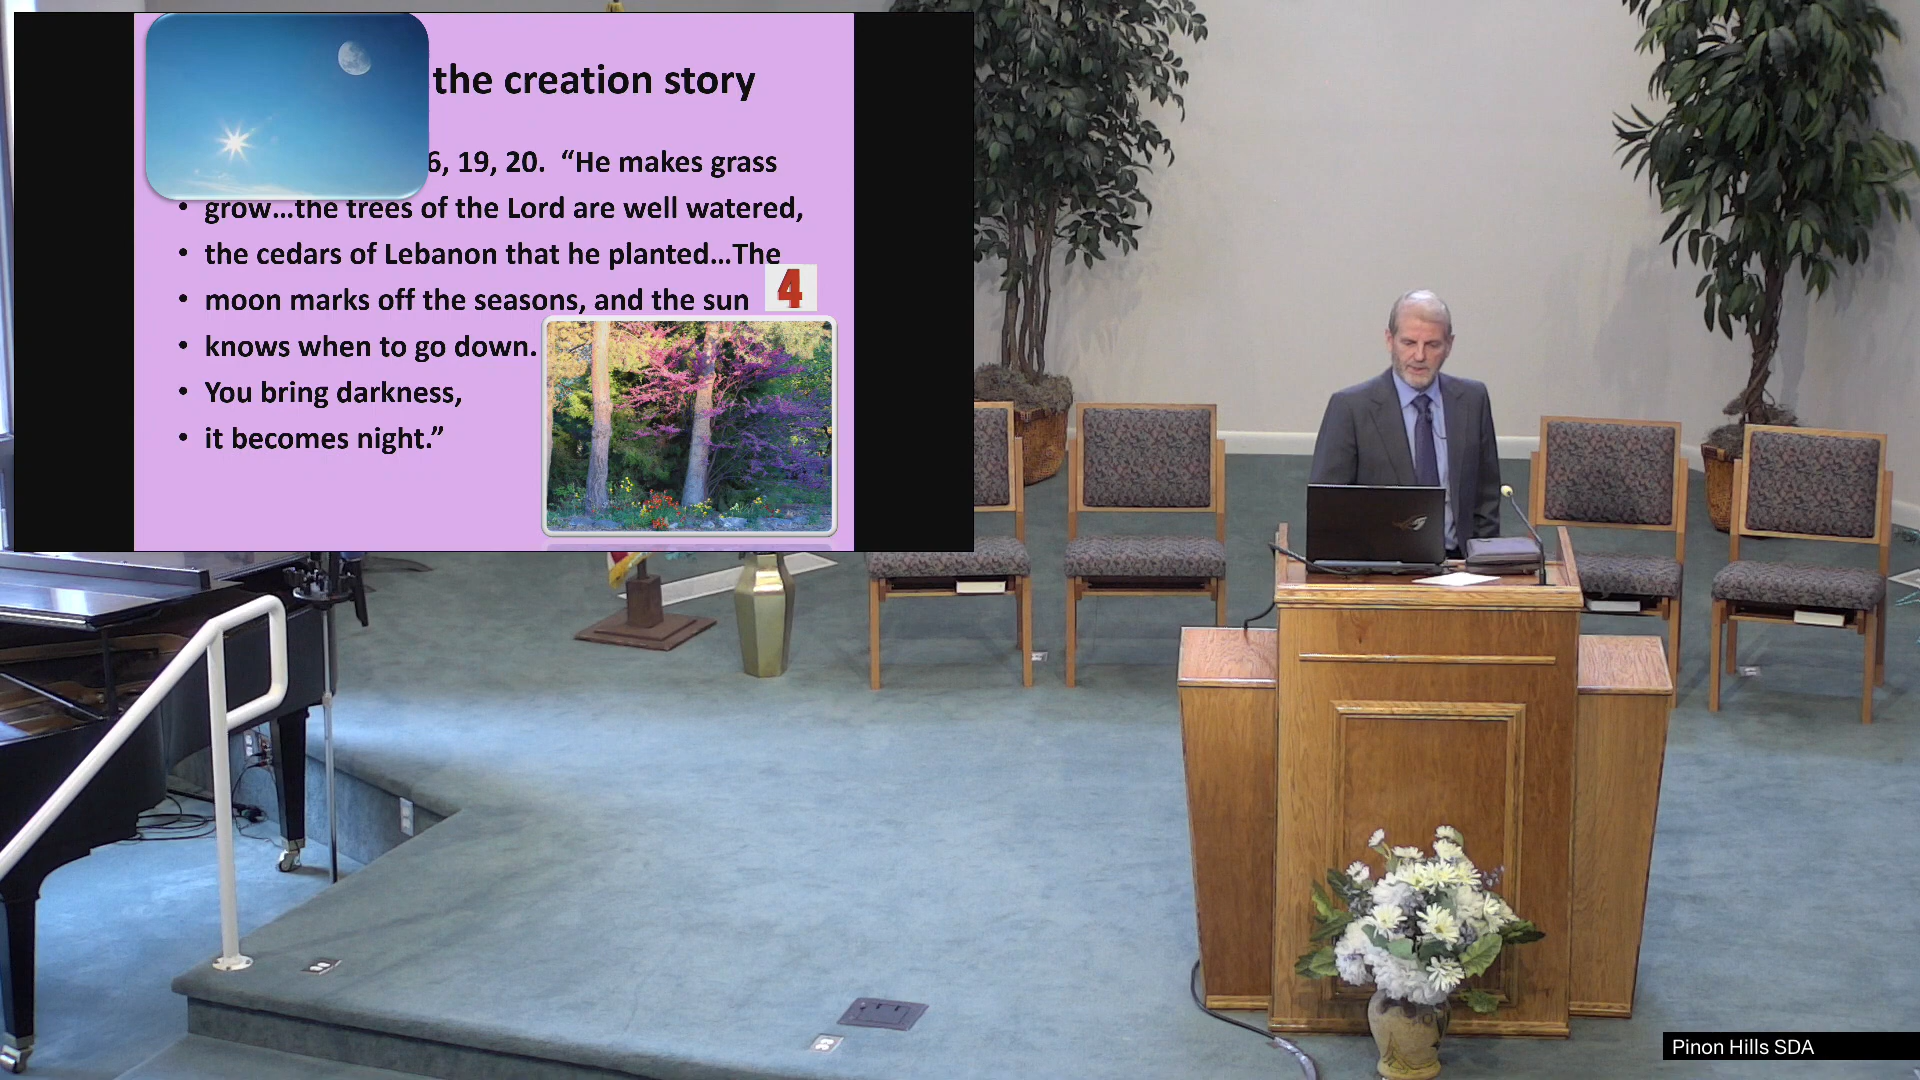 the creation story
6, 19, 20.  “He makes grass
• grow...the trees of the Lord are well watered,
• the cedars of Lebanon that he planted...The
• moon marks off the seasons, and the sun
4
• knows when to go down.
• You bring darkness,
• it becomes night.”
Pinon Hills SDA